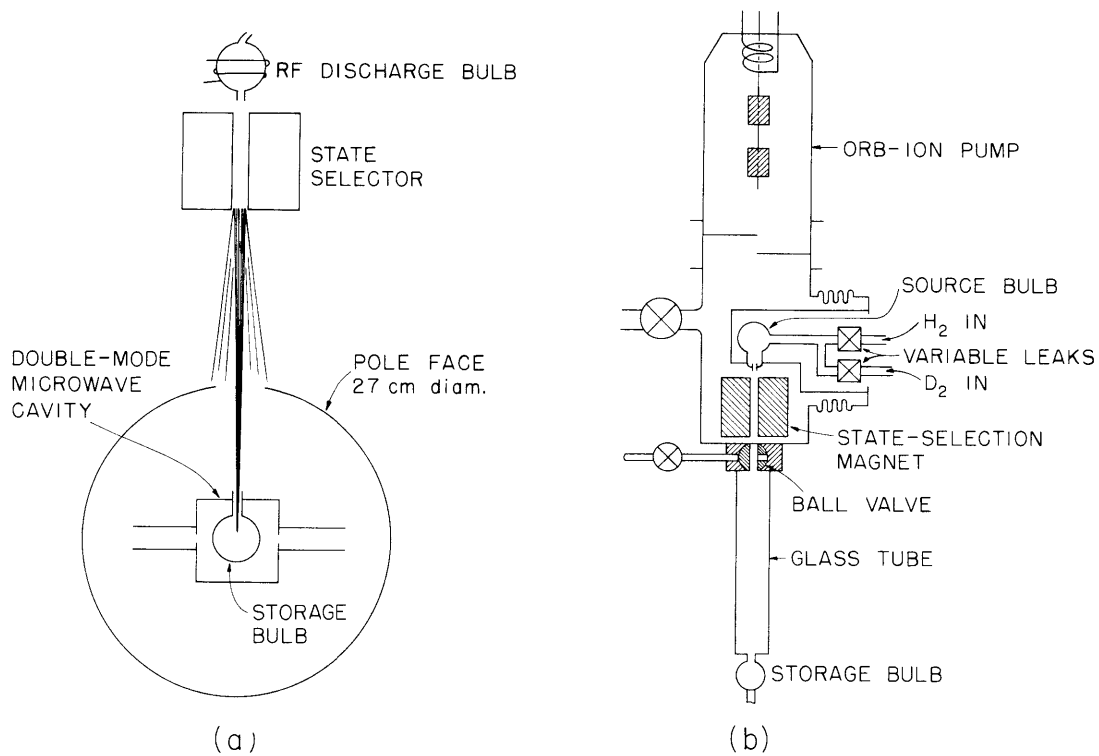 RF DISCHARGE BULB
STATE
SELECTOR
DOUBLE-MODE
MICROWAVE
CAVITY
POLE FACE
27 cm diam.
STORAGE
BULB
(a)
ORB-ION PUMP
SOURCE BULB
H₂ IN
VARIABLE LEAKS
D₂ IN
STATE-SELECTION
MAGNET
BALL VALVE
GLASS TUBE
STORAGE BULB
(b)